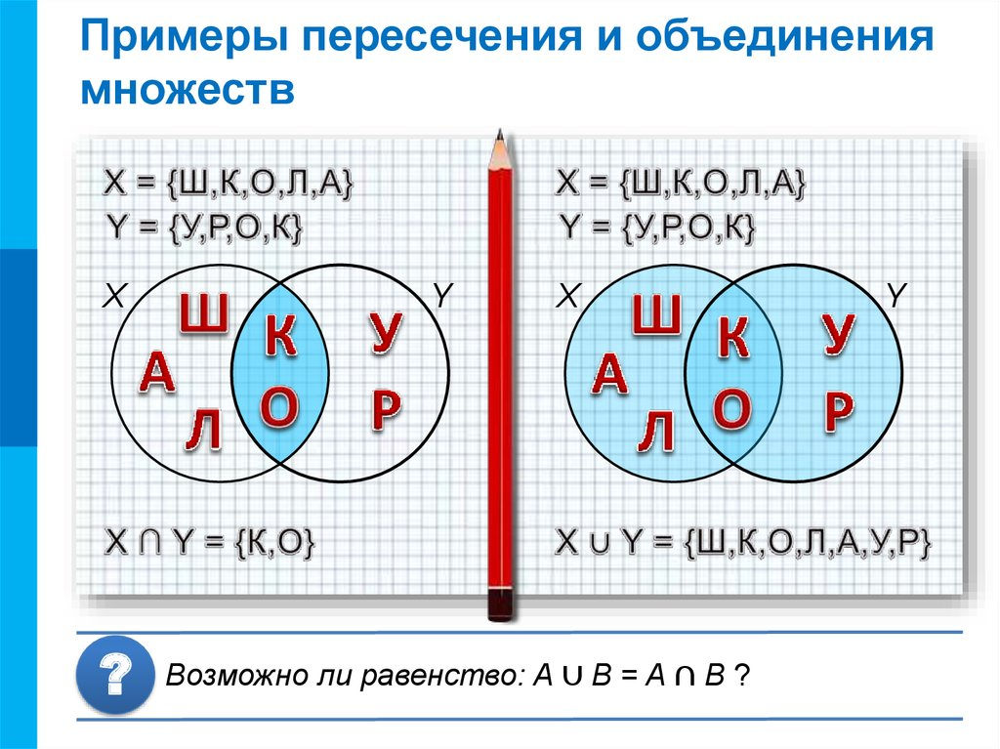 Примеры пересечения и объединения
множеств
X = {Ш,К,О,Л,А}
Y = {У,Р,О,К}
X
Y
Ш
К
У
А
О
Р
Л
X ∩ Y = {К,О}
X = {Ш,К,О,Л,А}
Y = {У,Р,О,К}
X
Y
Ш
К
У
А
О
Р
Л
X ∪ Y = {Ш,К,О,Л,А,У,Р}
? Возможно ли равенство: A ∪ B = A ∩ B ?